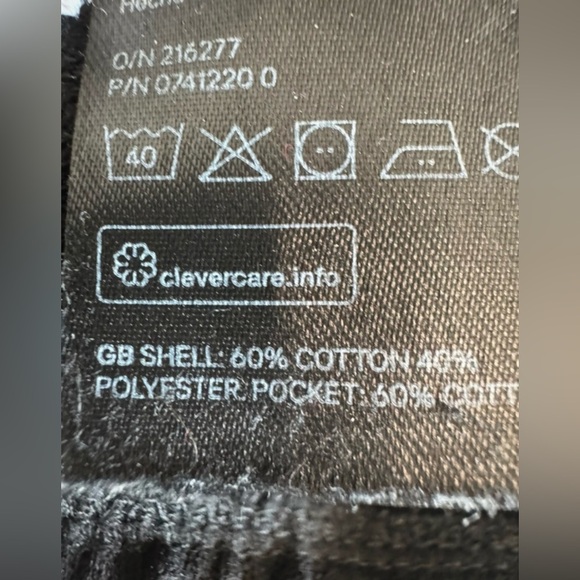 O/N 216277
P/N 0741220 0
40
clevercare.info
GB SHELL: 60% COTTON 40%
POLYESTER. POCKET: 60% COTT